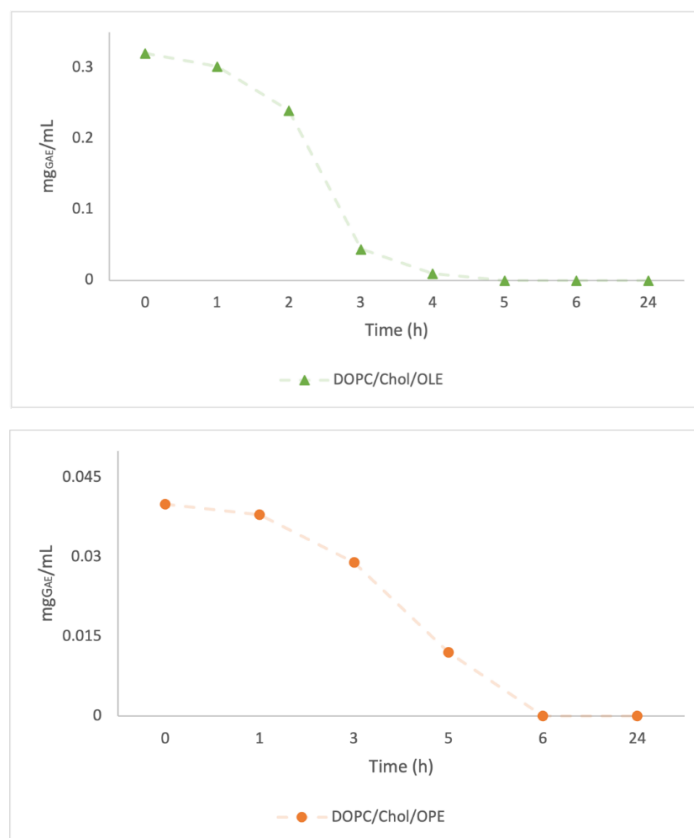 0.3
0.2
0.1
0
mgGAE/mL
0 1 2 3 4 5 6 24
Time (h)
DOPC/Chol/OLE
0.045
0.03
0.015
0
mgGAE/mL
0 1 3 5 6 24
Time (h)
DOPC/Chol/OPE